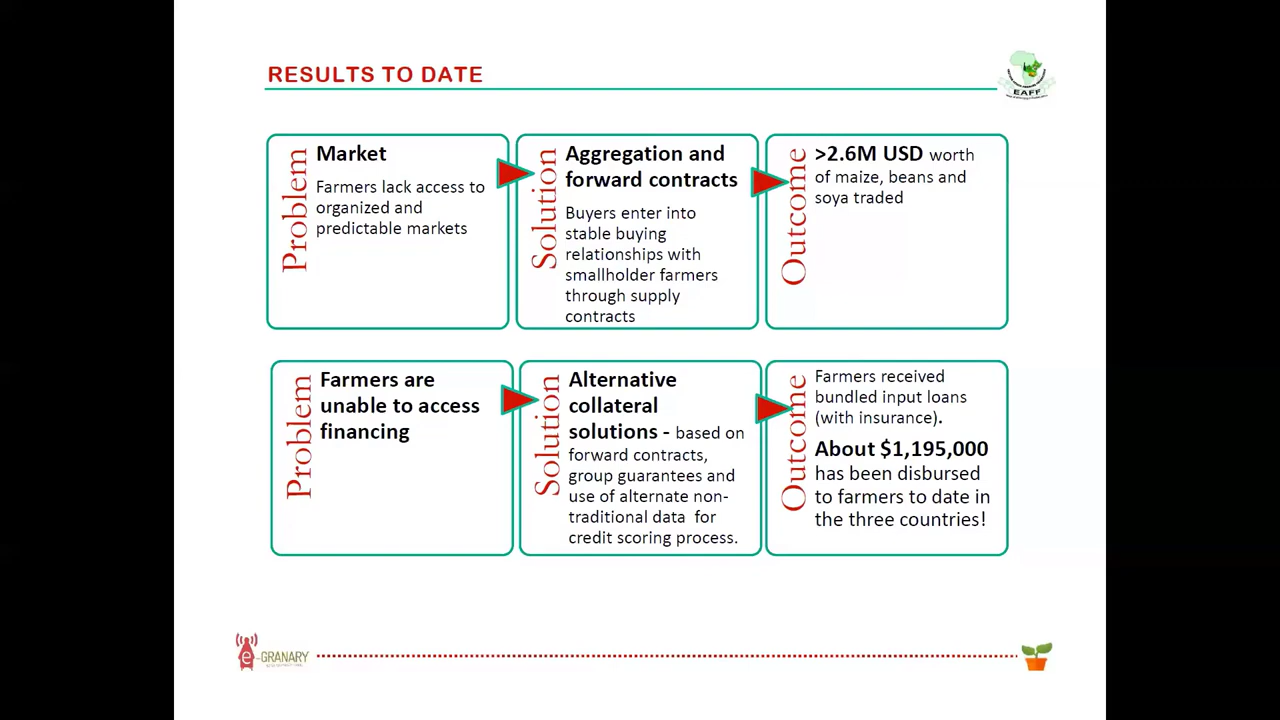 RESULTS TO DATE
EAFF
Problem
Market
Farmers lack access to
organized and
predictable markets
Solution
Aggregation and
forward contracts
Buyers enter into
stable buying
relationships with
smallholder farmers
through supply
contracts
Outcome
>2.6M USD worth
of maize, beans and
soya traded
Problem
Farmers are
unable to access
financing
Solution
Alternative
collateral
solutions - based on
forward contracts,
group guarantees and
use of alternate non-
traditional data for
credit scoring process.
Outcome
Farmers received
bundled input loans
(with insurance).
About $1,195,000
has been disbursed
to farmers to date in
the three countries!
e-GRANARY